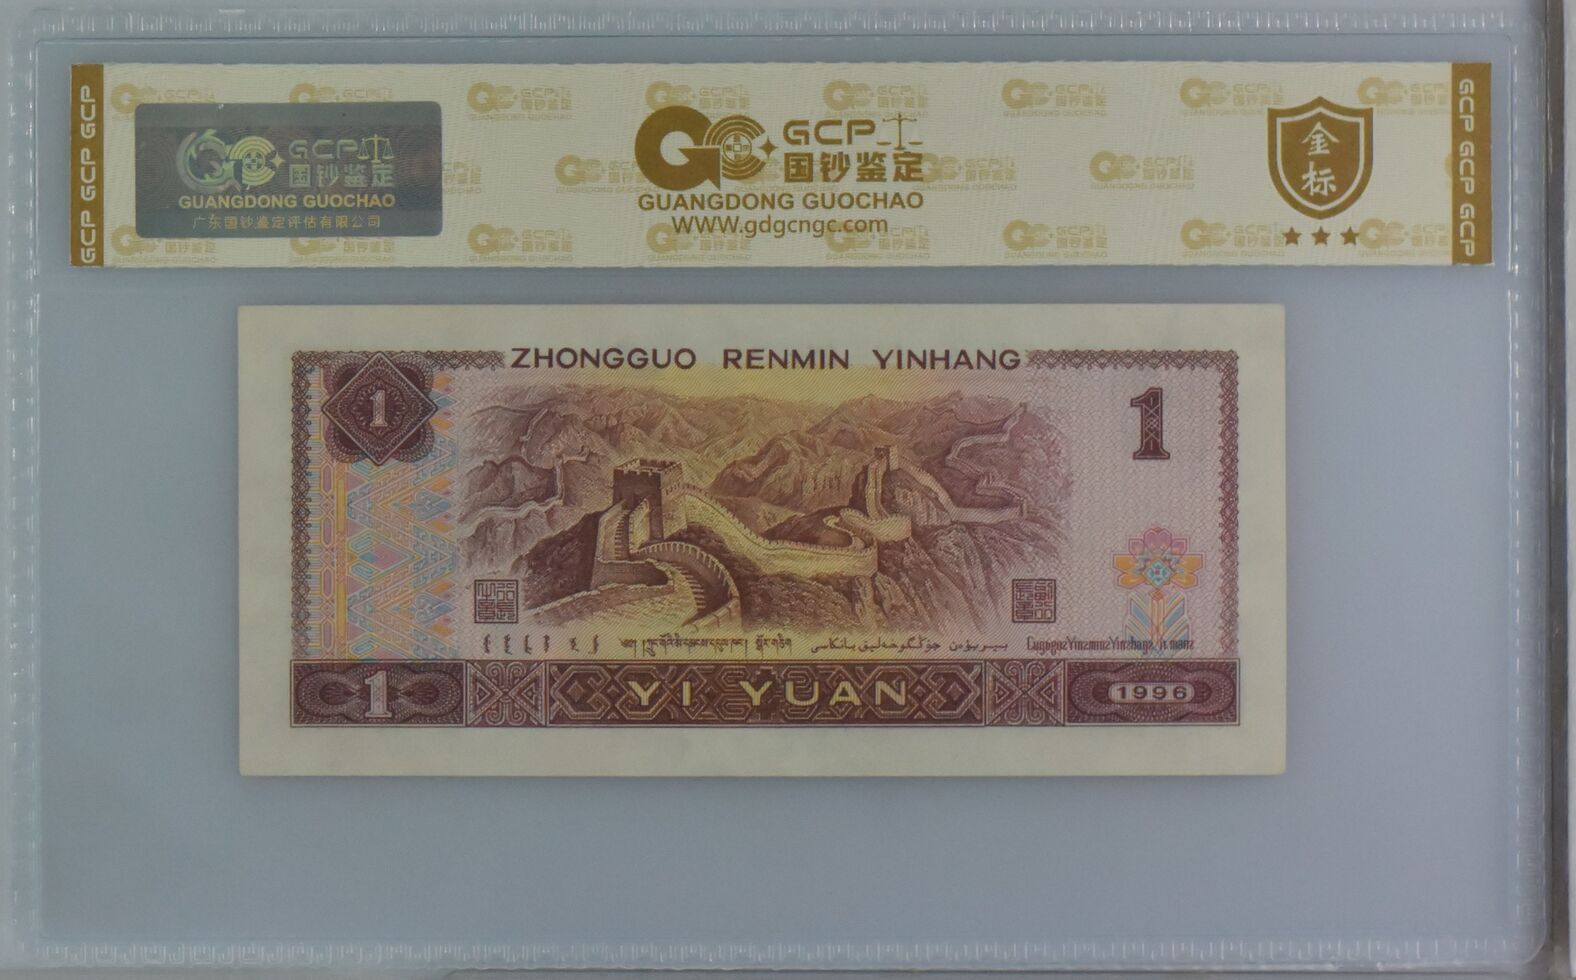 GCP GCP GCP
GCP
国钞鉴定
GUANGDONG GUOCHAO
广东国钞鉴定评估有限公司
GCP
国钞鉴定
GUANGDONG GUOCHAO
WWW.gdgcngc.com
金
标
GCP GCP GCP
ZHONGGUO RENMIN YINHANG
1
1
1
YI YUAN
1996